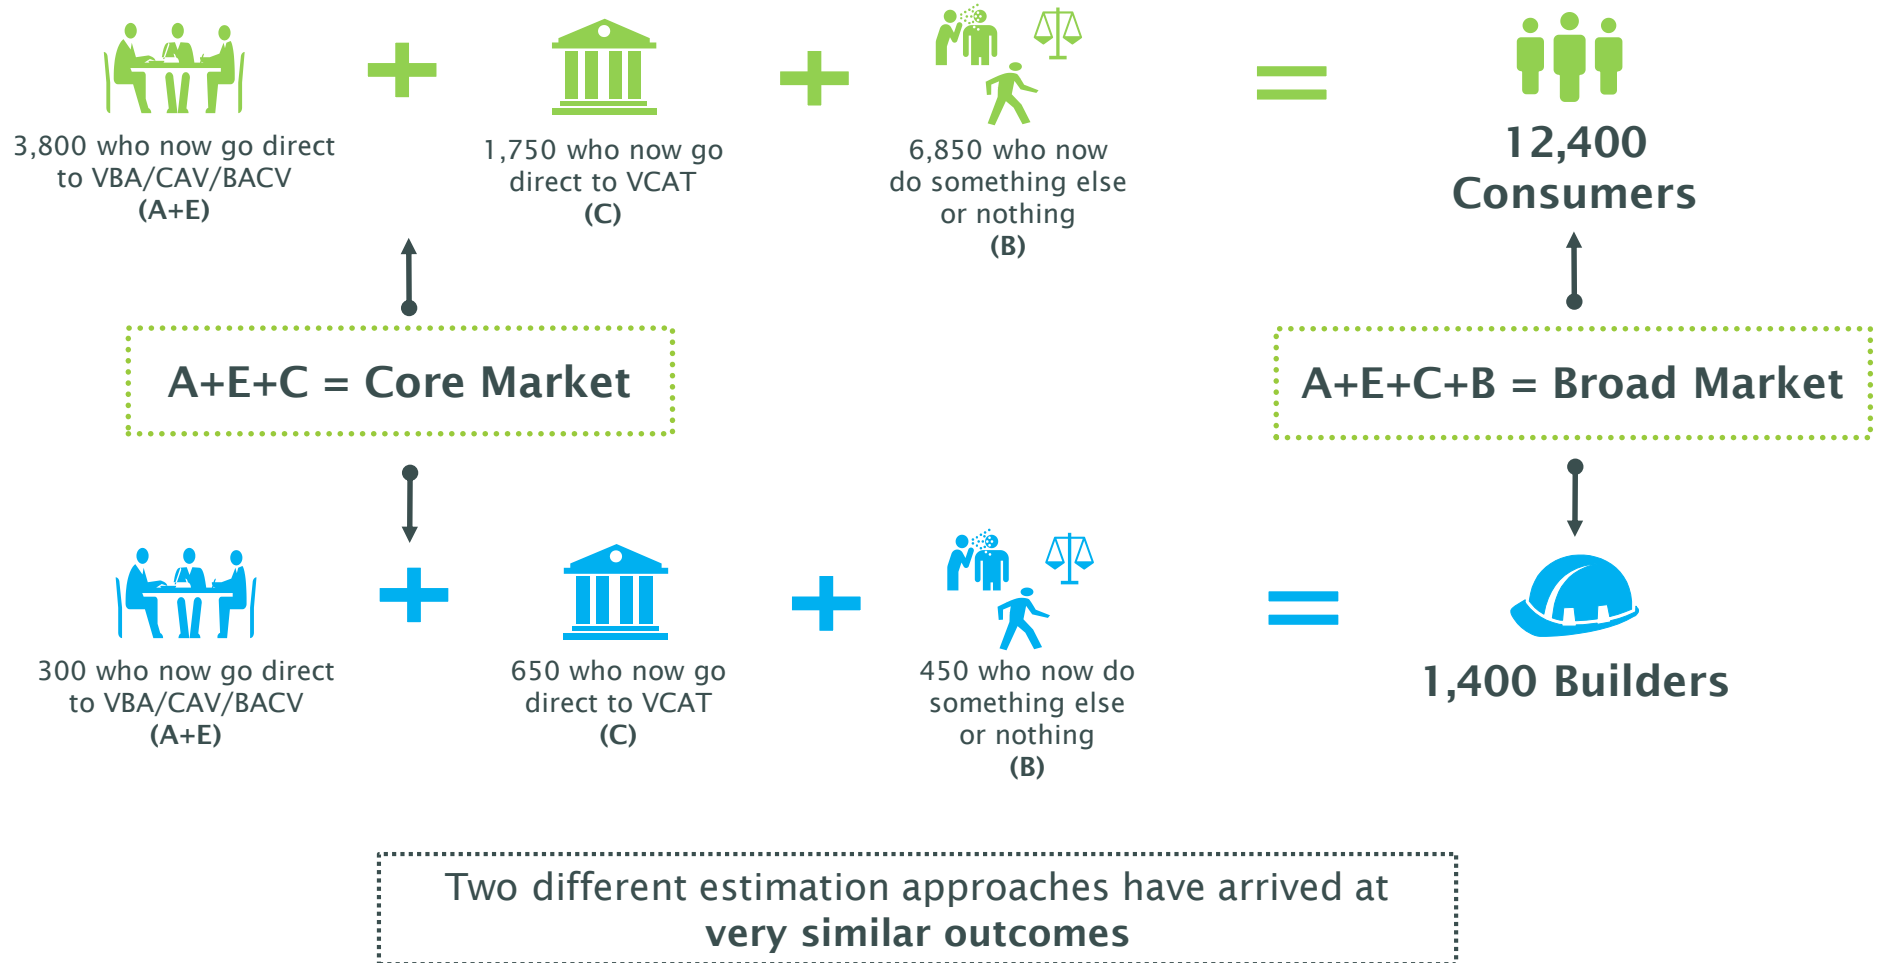 3,800 who now go direct
to VBA/CAV/BACV
(A+E)
1,750 who now go
direct to VCAT
(C)
6,850 who now
do something else
or nothing
(B)
12,400
Consumers
A+E+C = Core Market
A+E+C+B = Broad Market
300 who now go direct
to VBA/CAV/BACV
(A+E)
650 who now go
direct to VCAT
(C)
450 who now do
something else
or nothing
(B)
1,400 Builders
Two different estimation approaches have arrived at
very similar outcomes